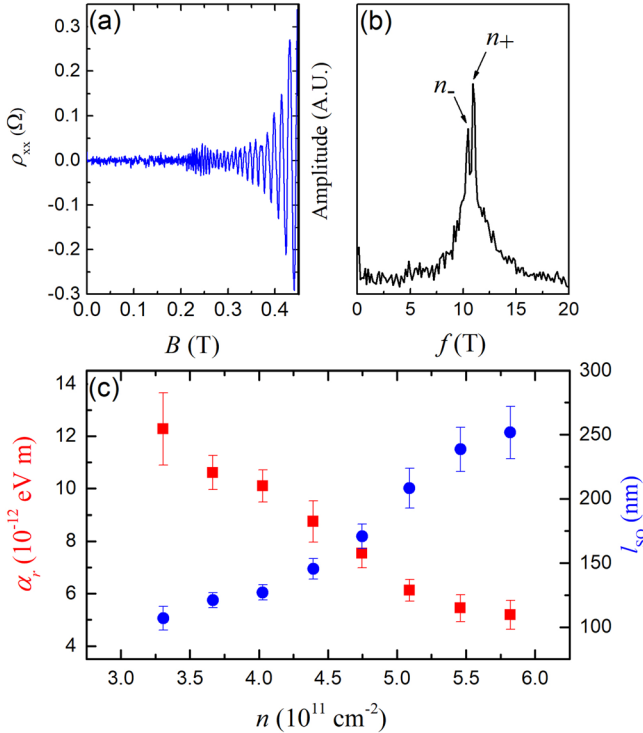 (a)
0.3
0.2
0.1
0.0
-0.1
-0.2
-0.3
ρxx (Ω)
0.0 0.1 0.2 0.3 0.4
B (T)
(b)
n+
n-
Amplitude (A.U.)
0 5 10 15 20
f (T)
(c)
14
12
10
8
6
4
αr (10-12 eV m)
300
250
200
150
100
lSO (nm)
3.0 3.5 4.0 4.5 5.0 5.5 6.0
n (1011 cm-2)